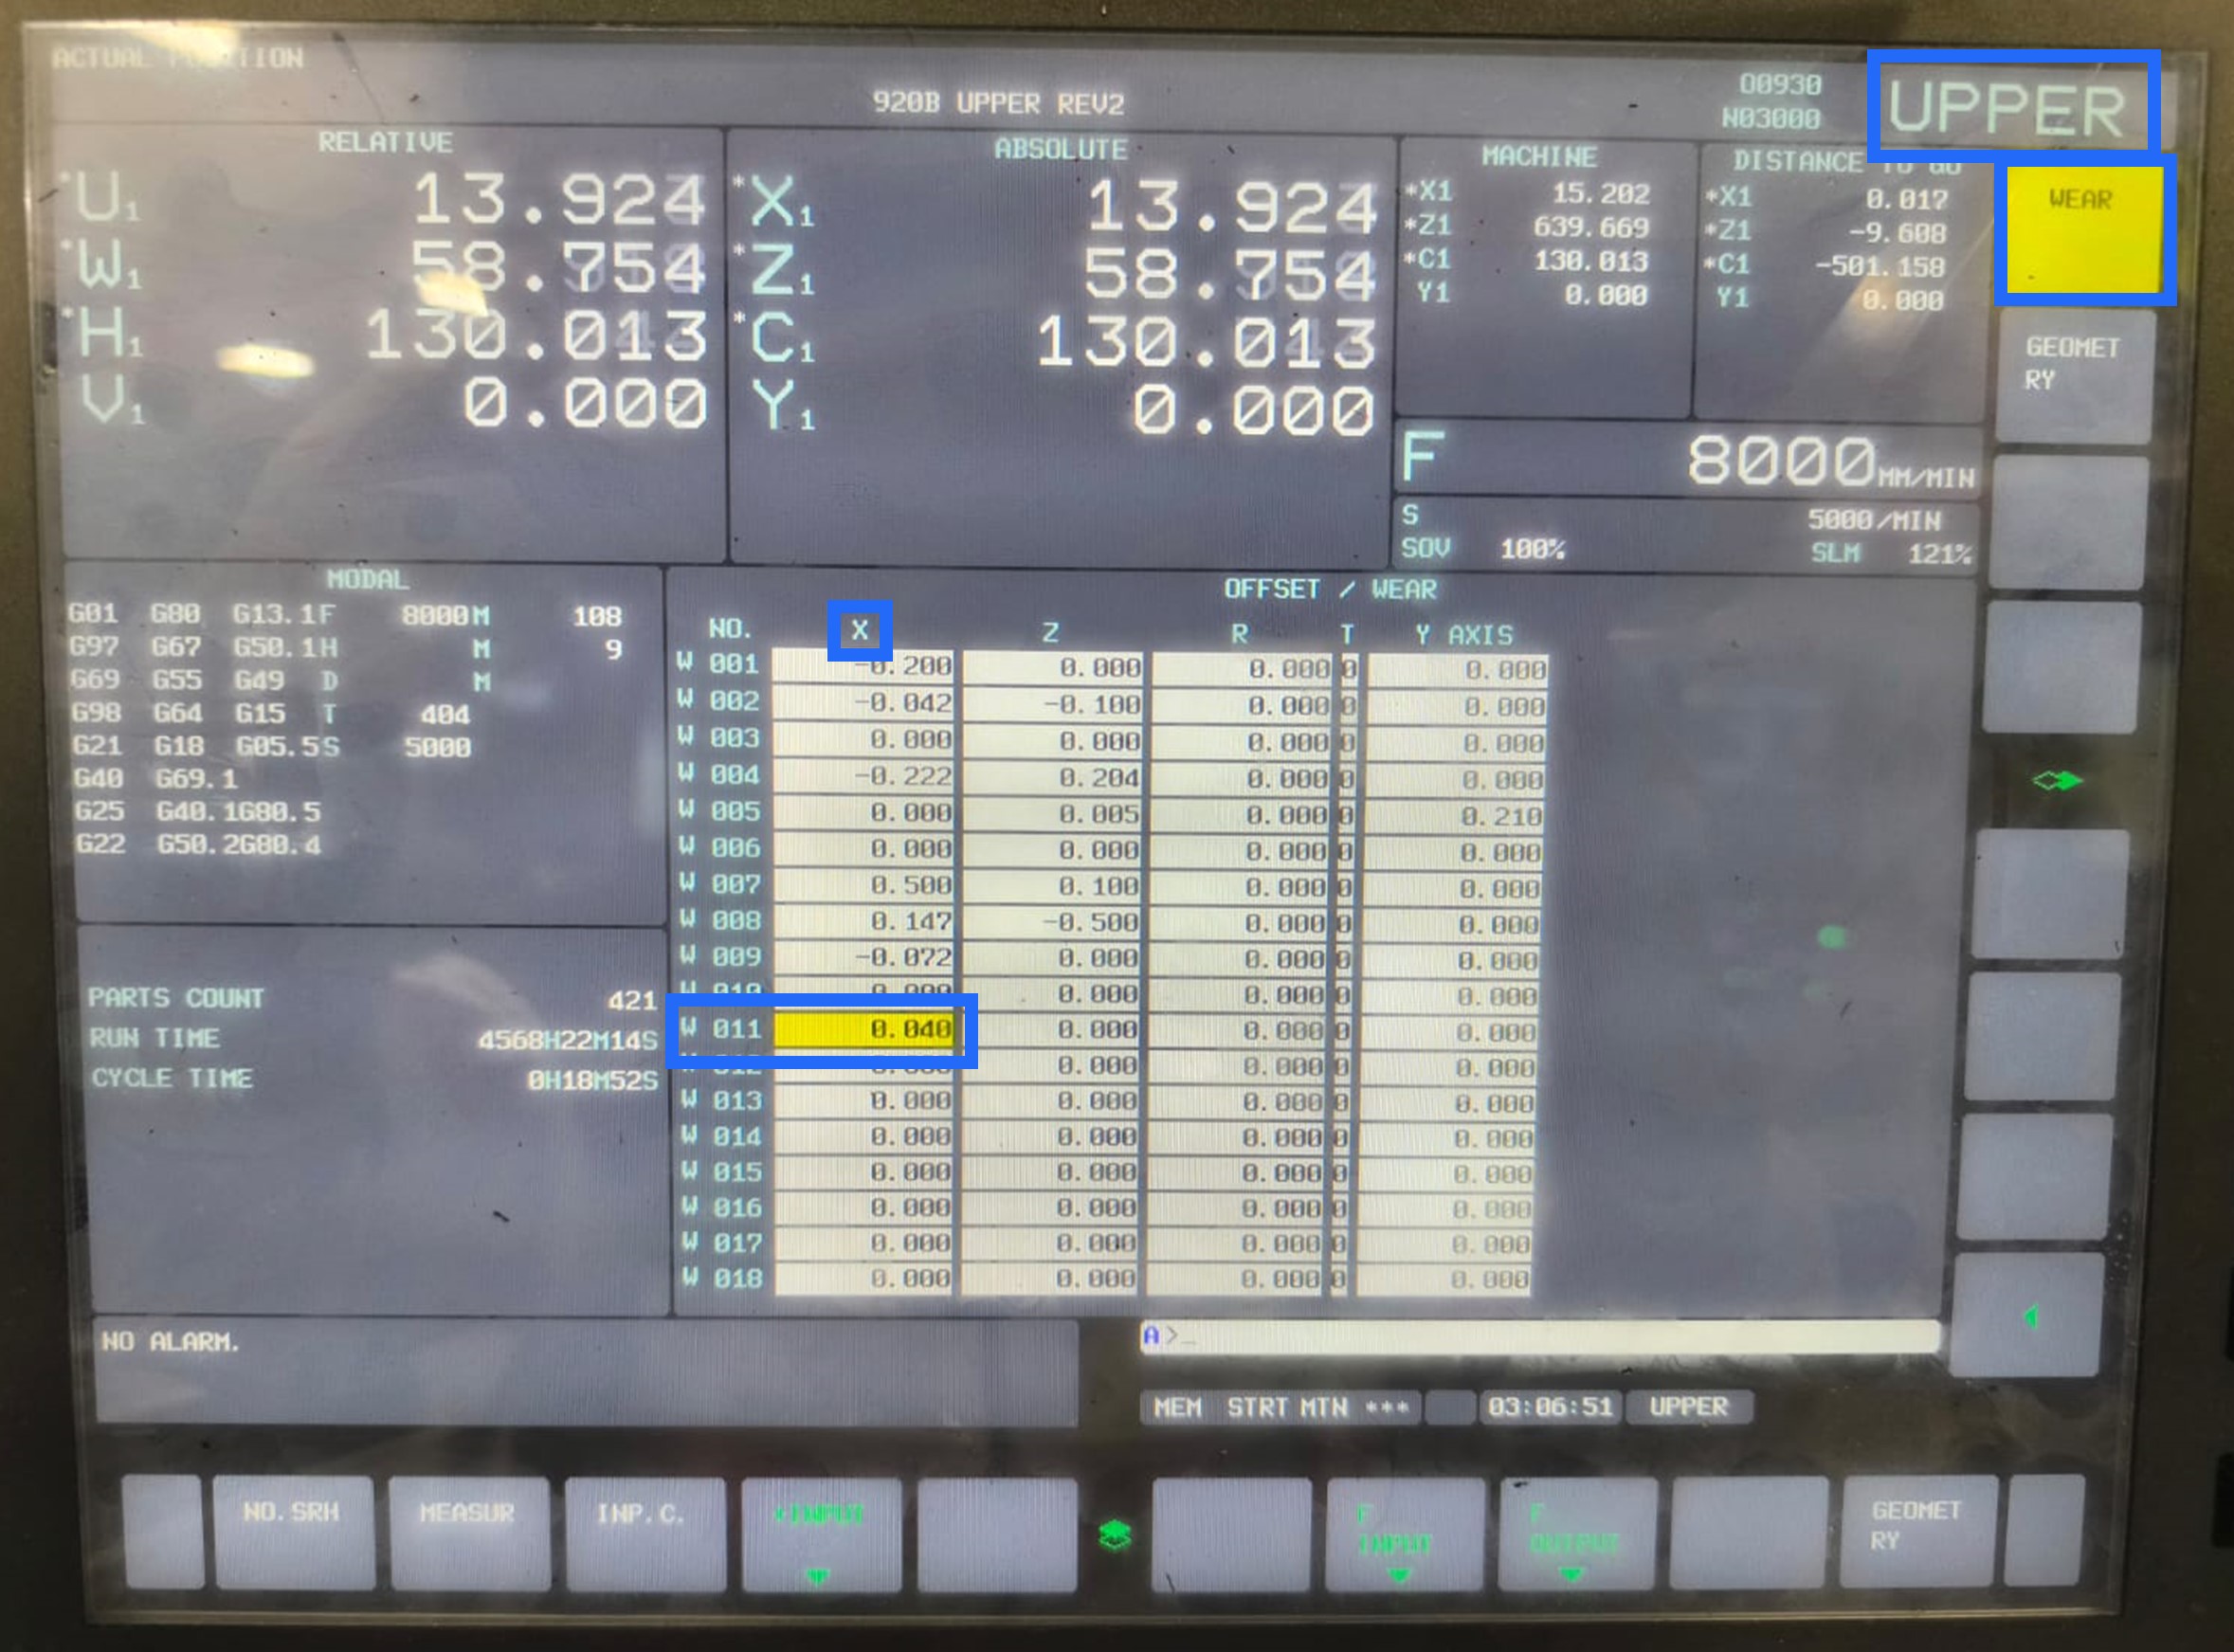 ACTUAL POSITION
920B UPPER REV2
O0930
N03000
UPPER
RELATIVE
*U1 13.924
*W1 58.754
*H1 130.013
V1 0.000
ABSOLUTE
*X1 13.924
*Z1 58.754
*C1 130.013
Y1 0.000
MACHINE
*X1 15.202
*Z1 639.669
*C1 130.013
Y1 0.000
DISTANCE TO GO
*X1 0.017
*Z1 -9.608
*C1 -501.158
Y1 0.000
F 8000 MM/MIN
S 5000/MIN
SOV 100% SLM 121%
WEAR
GEOMET
RY
MODAL
G01 G80 G13.1 F 8000 M 108
G97 G67 G50.1 H M 9
G69 G55 G49 D M
G98 G64 G15 T 404
G21 G18 G05.5 S 5000
G40 G69.1
G25 G40.1 G80.5
G22 G50.2 G80.4
PARTS COUNT 421
RUN TIME 4568H22M14S
CYCLE TIME 0H18M52S
OFFSET / WEAR
NO. X Z R T Y AXIS
W 001 -0.200 0.000 0.000 0 0.000
W 002 -0.042 -0.100 0.000 0 0.000
W 003 0.000 0.000 0.000 0 0.000
W 004 -0.222 0.204 0.000 0 0.000
W 005 0.000 0.005 0.000 0 0.210
W 006 0.000 0.000 0.000 0 0.000
W 007 0.500 0.100 0.000 0 0.000
W 008 0.147 -0.500 0.000 0 0.000
W 009 -0.072 0.000 0.000 0 0.000
W 010 0.000 0.000 0.000 0 0.000
W 011 0.040 0.000 0.000 0 0.000
W 012 0.000 0.000 0.000 0 0.000
W 013 0.000 0.000 0.000 0 0.000
W 014 0.000 0.000 0.000 0 0.000
W 015 0.000 0.000 0.000 0 0.000
W 016 0.000 0.000 0.000 0 0.000
W 017 0.000 0.000 0.000 0 0.000
W 018 0.000 0.000 0.000 0 0.000
NO ALARM.
A>_
MEM STRT MTN *** 03:06:51 UPPER
NO.SRH
MEASUR
INP.C.
+INPUT
F
INPUT
F
OUTPUT
GEOMET
RY